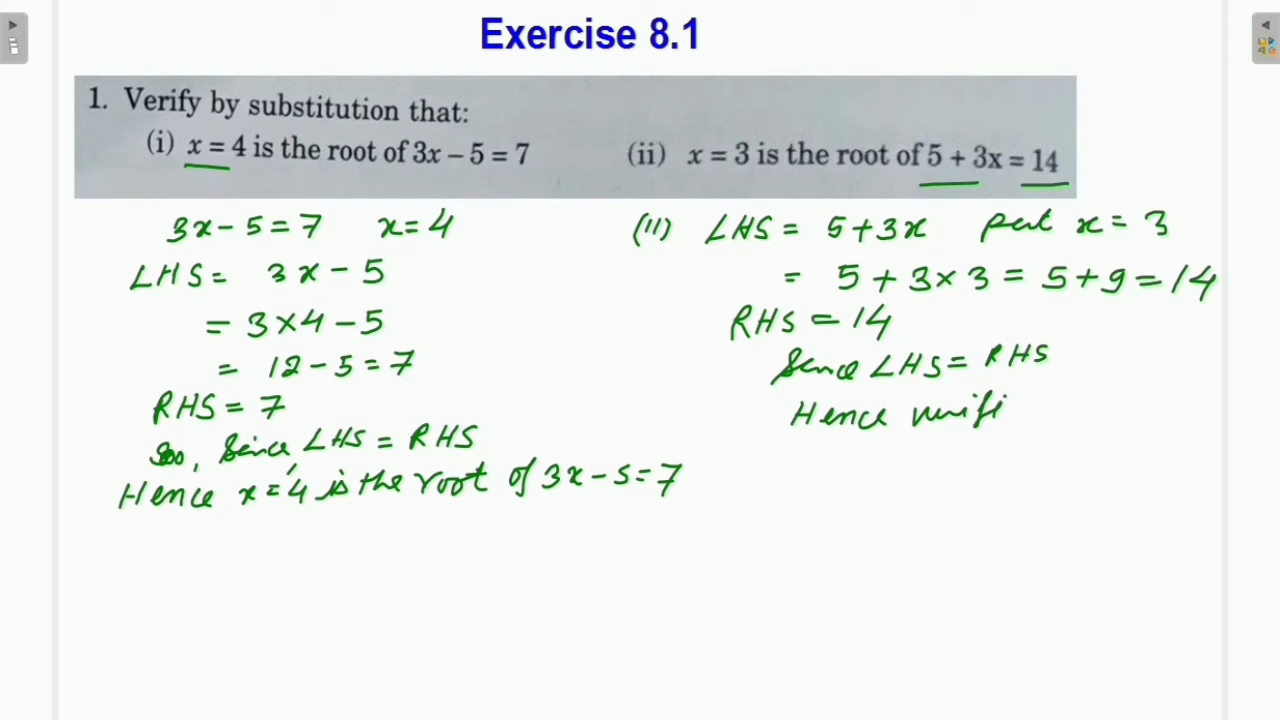 Exercise 8.1
1. Verify by substitution that:
(i) x = 4 is the root of 3x – 5 = 7
(ii) x = 3 is the root of 5 + 3x = 14
3x - 5 = 7 x = 4
LHS = 3x - 5
= 3 × 4 - 5
= 12 - 5 = 7
RHS = 7
So, Since LHS = RHS
Hence x = 4 is the root of 3x - 5 = 7
(ii) LHS = 5 + 3x put x = 3
= 5 + 3 × 3 = 5 + 9 = 14
RHS = 14
Since LHS = RHS
Hence verifi